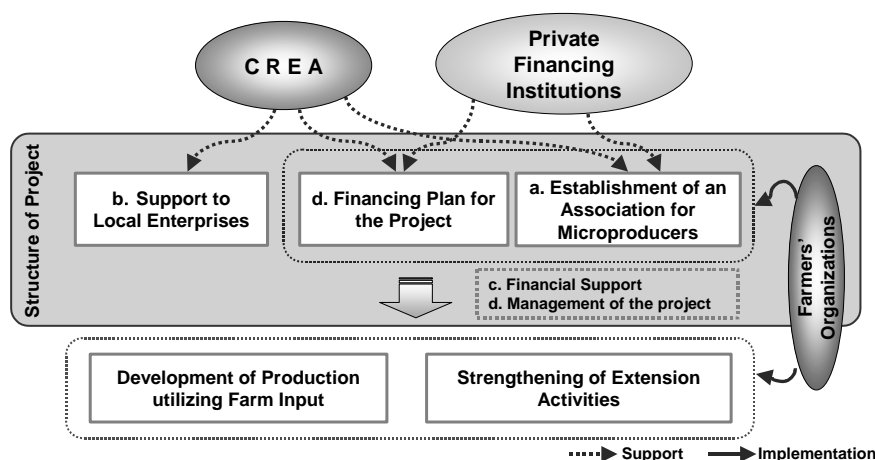 C R E A
Private
Financing
Institutions
Structure of Project
b. Support to
Local Enterprises
d. Financing Plan for
the Project
a. Establishment of an
Association for
Microproducers
c. Financial Support
d. Management of the project
Farmers'
Organizations
Development of Production
utilizing Farm Input
Strengthening of Extension
Activities
Support
Implementation